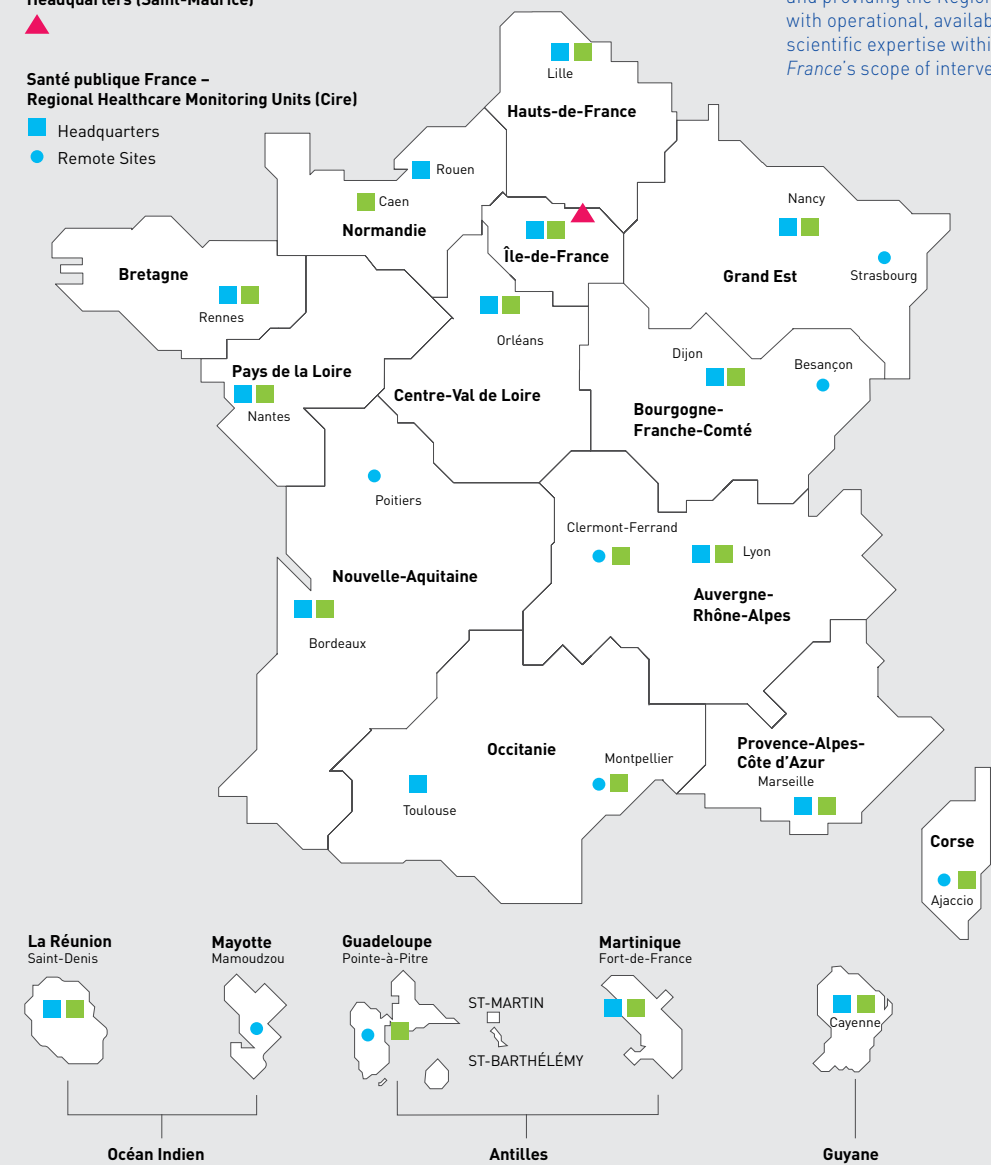 Headquarters (Saint-Maurice)
Santé publique France –
Regional Healthcare Monitoring Units (Cire)
Headquarters
Remote Sites
with operational,
scientific expertise
France's scope of
Lille
Hauts-de-France
Rouen
Caen
Normandie
Île-de-France
Nancy
Grand Est
Strasbourg
Bretagne
Rennes
Orléans
Pays de la Loire
Nantes
Centre-Val de Loire
Dijon
Besançon
Bourgogne-
Franche-Comté
Poitiers
Clermont-Ferrand
Lyon
Nouvelle-Aquitaine
Auvergne-
Rhône-Alpes
Bordeaux
Occitanie
Montpellier
Toulouse
Provence-Alpes-
Côte d'Azur
Marseille
Corse
Ajaccio
La Réunion
Saint-Denis
Mayotte
Mamoudzou
Guadeloupe
Pointe-à-Pitre
ST-MARTIN
ST-BARTHÉLÉMY
Martinique
Fort-de-France
Cayenne
Océan Indien
Antilles
Guyane